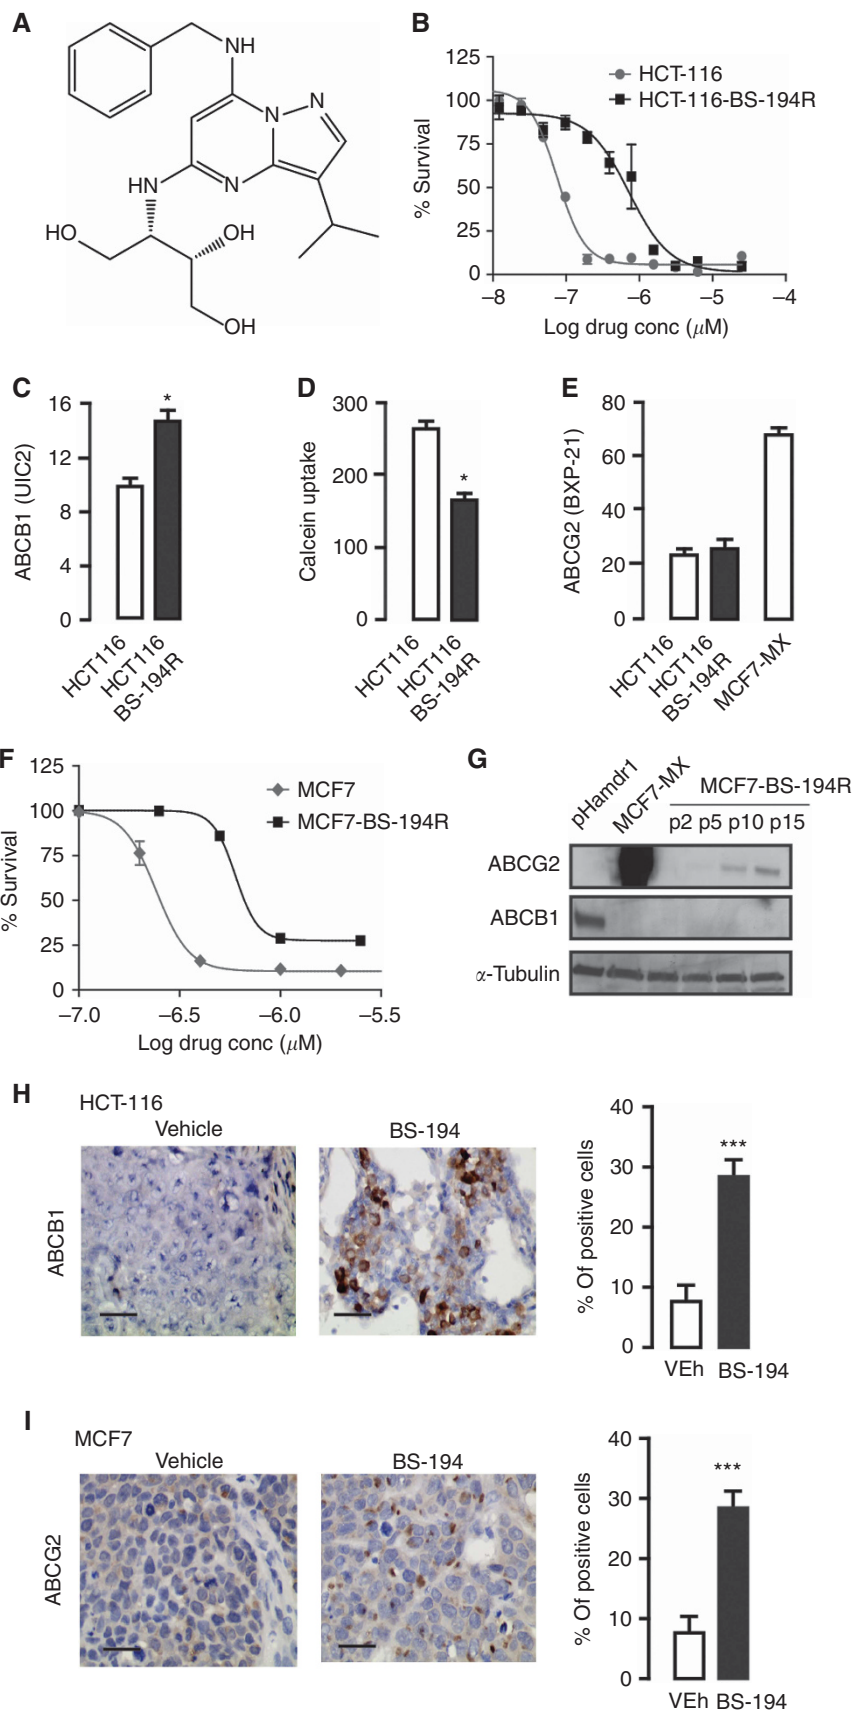 A
NH
N
N
N
HN
HO
OH
OH
B
% Survival
125
100
75
50
25
0
–8
–7
–6
–5
–4
Log drug conc (μM)
HCT-116
HCT-116-BS-194R
C
ABCB1 (UIC2)
16
12
8
4
0
HCT116
HCT116
BS-194R
*
D
Calcein uptake
300
200
100
0
HCT116
HCT116
BS-194R
*
E
ABCG2 (BXP-21)
80
60
40
20
0
HCT116
HCT116
BS-194R
MCF7-MX
F
% Survival
125
100
75
50
25
0
–7.0
–6.5
–6.0
–5.5
Log drug conc (μM)
MCF7
MCF7-BS-194R
G
pHamdr1
MCF7-MX
MCF7-BS-194R
p2 p5 p10 p15
ABCG2
ABCB1
α-Tubulin
H
HCT-116
Vehicle
BS-194
ABCB1
% Of positive cells
40
30
20
10
0
***
VEh
BS-194
I
MCF7
Vehicle
BS-194
ABCG2
% Of positive cells
40
30
20
10
0
***
VEh
BS-194